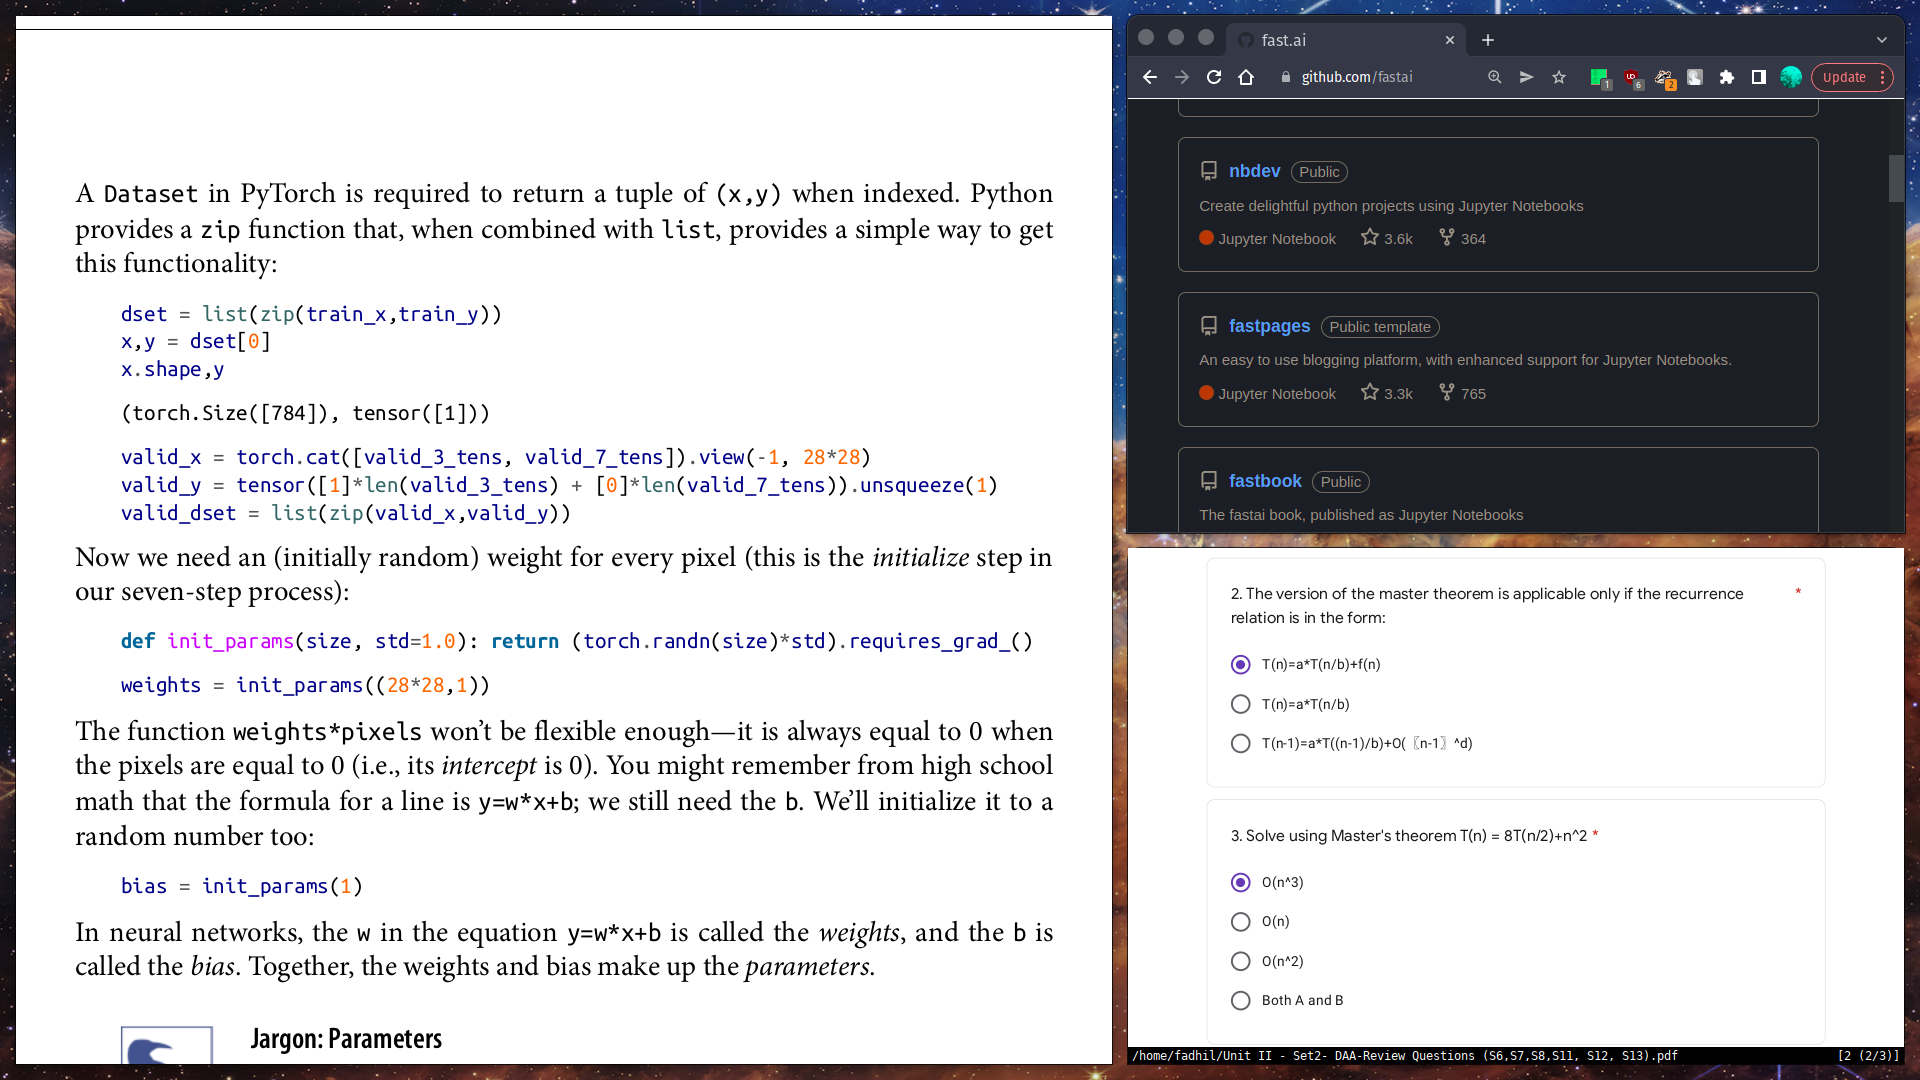 A Dataset in PyTorch is required to return a tuple of (x,y) when indexed. Python
provides a zip function that, when combined with list, provides a simple way to get
this functionality:
dset = list(zip(train_x,train_y))
x,y = dset[0]
x.shape,y
(torch.Size([784]), tensor([1]))
valid_x = torch.cat([valid_3_tens, valid_7_tens]).view(-1, 28*28)
valid_y = tensor([1]*len(valid_3_tens) + [0]*len(valid_7_tens)).unsqueeze(1)
valid_dset = list(zip(valid_x,valid_y))
Now we need an (initially random) weight for every pixel (this is the initialize step in
our seven-step process):
def init_params(size, std=1.0): return (torch.randn(size)*std).requires_grad_()
weights = init_params((28*28,1))
The function weights*pixels won’t be flexible enough—it is always equal to 0 when
the pixels are equal to 0 (i.e., its intercept is 0). You might remember from high school
math that the formula for a line is y=w*x+b; we still need the b. We’ll initialize it to a
random number too:
bias = init_params(1)
In neural networks, the w in the equation y=w*x+b is called the weights, and the b is
called the bias. Together, the weights and bias make up the parameters.
Jargon: Parameters
fast.ai
github.com/fastai
1
UO
6
2
Update
nbdev Public
Create delightful python projects using Jupyter Notebooks
Jupyter Notebook 3.6k 364
fastpages Public template
An easy to use blogging platform, with enhanced support for Jupyter Notebooks.
Jupyter Notebook 3.3k 765
fastbook Public
The fastai book, published as Jupyter Notebooks
2. The version of the master theorem is applicable only if the recurrence *
relation is in the form:
T(n)=a*T(n/b)+f(n)
T(n)=a*T(n/b)
T(n-1)=a*T((n-1)/b)+O(〖n-1〗^d)
3. Solve using Master's theorem T(n) = 8T(n/2)+n^2 *
O(n^3)
O(n)
O(n^2)
Both A and B
/home/fadhil/Unit II - Set2- DAA-Review Questions (S6,S7,S8,S11, S12, S13).pdf [2 (2/3)]